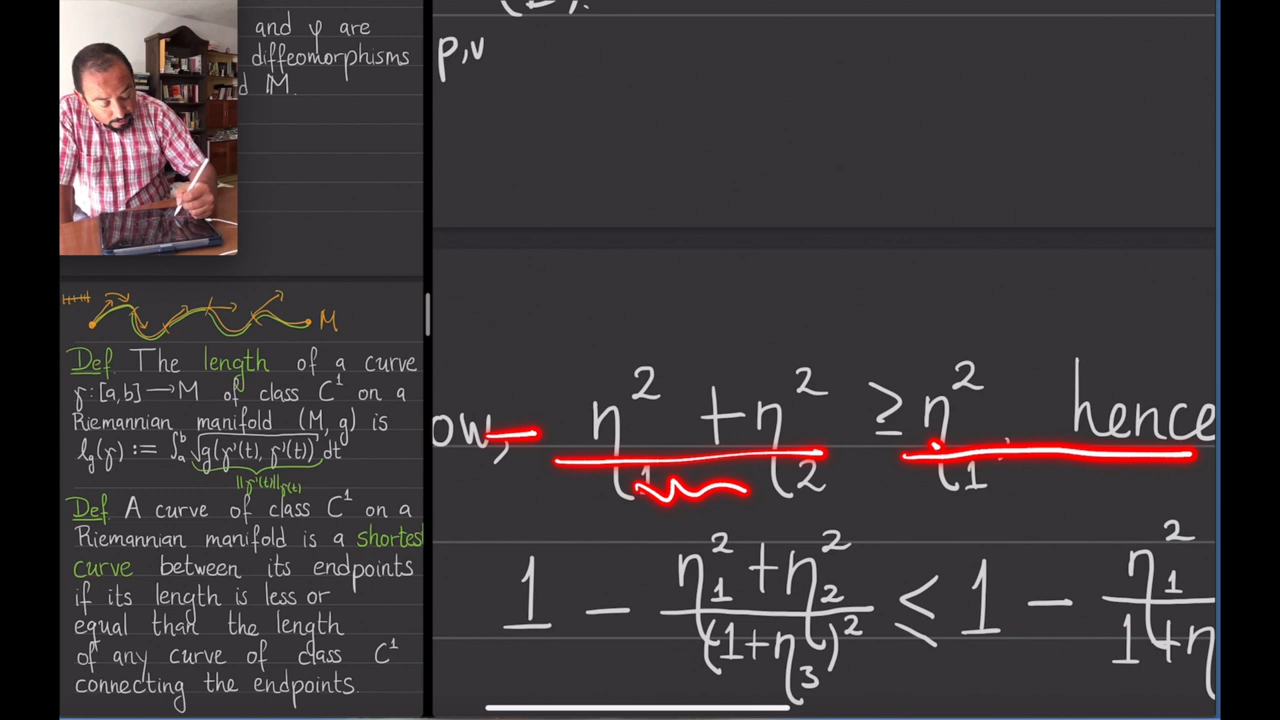 and φ are
diffeomorphisms
d M.
M
Def. The length of a curve
γ:[a,b]→M of class C¹ on a
Riemannian manifold (M, g) is
l_g(γ) := ∫_a^b √g(γ'(t), γ'(t)) dt
||γ'(t)||_γ(t)
Def. A curve of class C¹ on a
Riemannian manifold is a shortest
curve between its endpoints
if its length is less or
equal than the length
of any curve of class C¹
connecting the endpoints.
p,v
ow, η₁² + η₂² ≥ η₁², hence
1 − (η₁² + η₂²)/(1+η₃)² ≤ 1 − η₁²/1+η